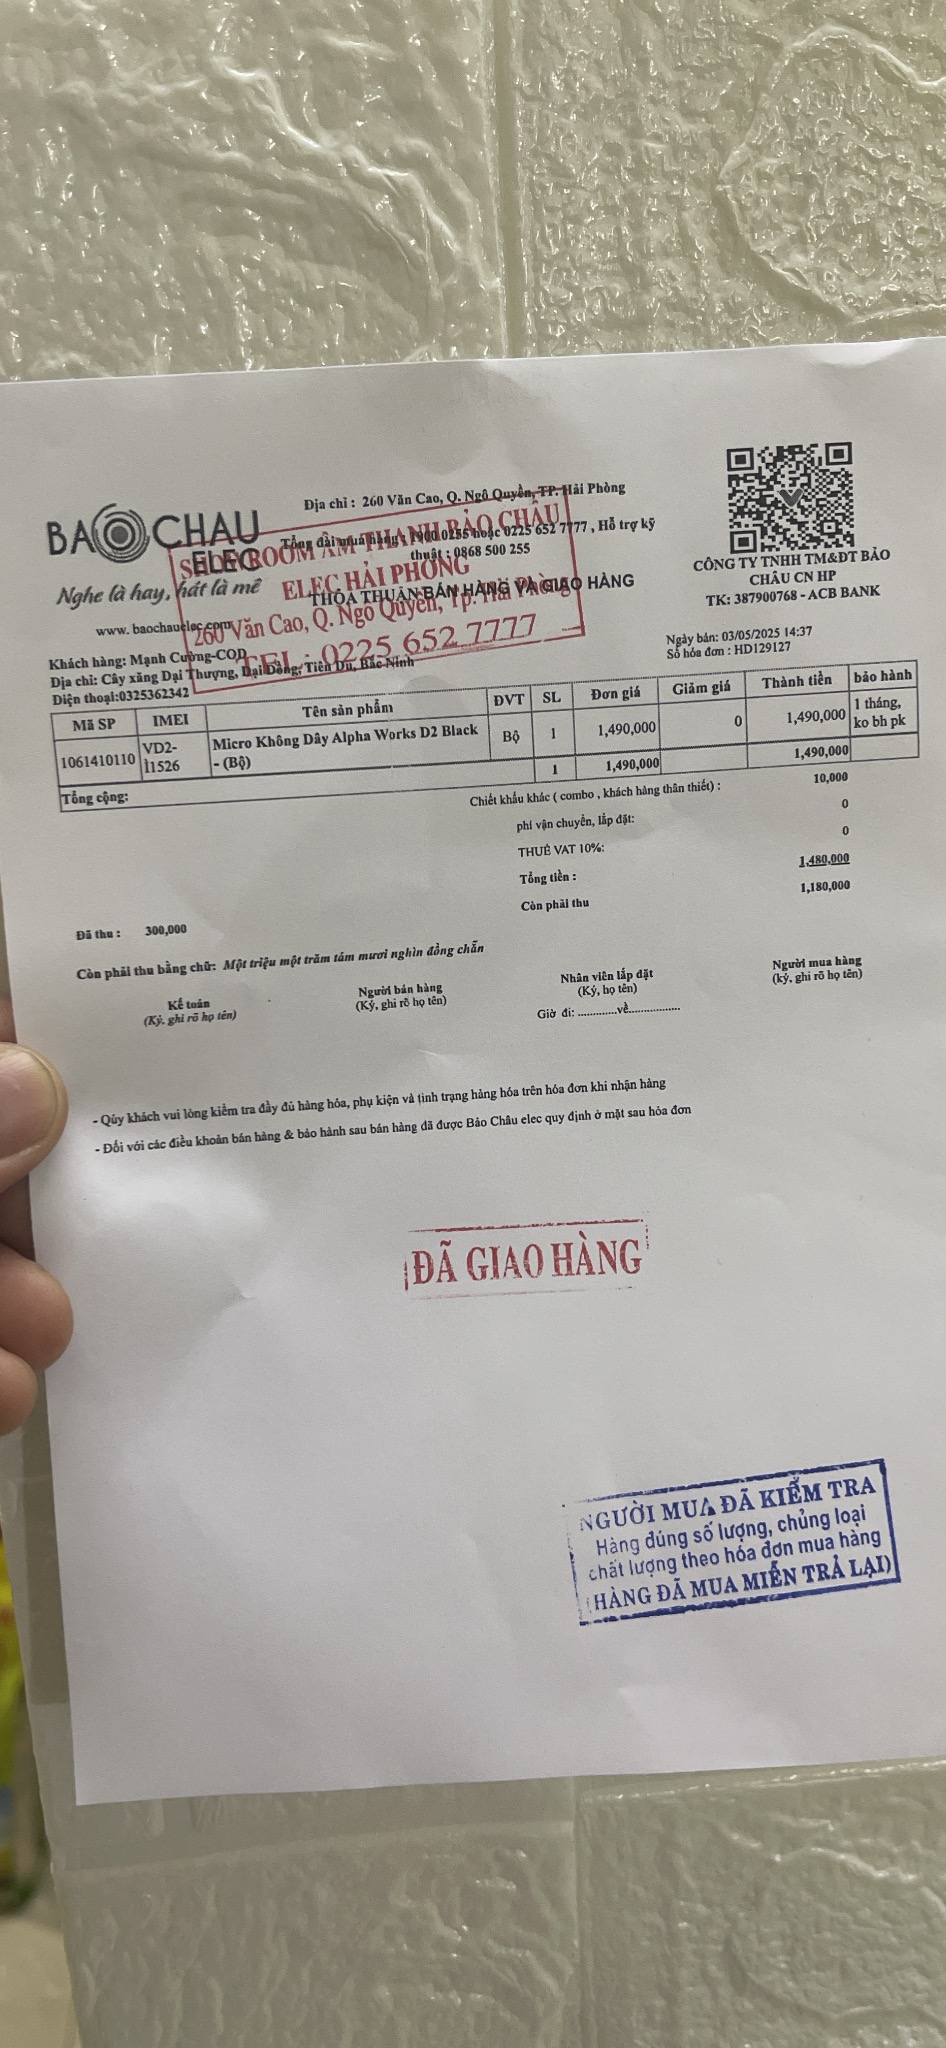 BAO CHAU
ELEC
Nghe là hay, hát là mê
www. baochauelec.com
Địa chỉ : 260 Văn Cao, Q. Ngô Quyền, TP. Hải Phòng
Tổng đài mua hàng : 1900 0255 hoặc 0225 652 7777 , Hỗ trợ kỹ
thuật : 0868 500 255
THỎA THUẬN BÁN HÀNG VÀ GIAO HÀNG
SHOWROOM ÂM THANH BẢO CHÂU
ELEC HẢI PHÒNG
260 Văn Cao, Q. Ngô Quyền, Tp. Hải Phòng
TEL : 0225 652 7777
CÔNG TY TNHH TM&ĐT BẢO
CHÂU CN HP
TK: 387900768 - ACB BANK
Ngày bán: 03/05/2025 14:37
Số hóa đơn : HD129127
Khách hàng: Mạnh Cường-COD
Địa chỉ: Cây xăng Đại Thượng, Đại Đồng, Tiên Du, Bắc Ninh
Điện thoại:0325362342
Mã SP IMEI Tên sản phẩm ĐVT SL Đơn giá Giảm giá Thành tiền bảo hành
1061410110 VD2-11526 Micro Không Dây Alpha Works D2 Black - (Bộ) Bộ 1 1,490,000 0 1,490,000 1 tháng, ko bh pk
Tổng cộng: 1 1,490,000 1,490,000
Chiết khấu khác ( combo , khách hàng thân thiết) : 10,000
phí vận chuyển, lắp đặt: 0
THUẾ VAT 10%: 0
Tổng tiền : 1,480,000
Còn phải thu 1,180,000
Đã thu : 300,000
Còn phải thu bằng chữ: Một triệu một trăm tám mươi nghìn đồng chẵn
Kế toán Người bán hàng Nhân viên lắp đặt Người mua hàng
(Ký, ghi rõ họ tên) (Ký, ghi rõ họ tên) (Ký, họ tên) (ký, ghi rõ họ tên)
Giờ đi: .............về.................
- Qúy khách vui lòng kiểm tra đầy đủ hàng hóa, phụ kiện và tình trạng hàng hóa trên hóa đơn khi nhận hàng
- Đối với các điều khoản bán hàng & bảo hành sau bán hàng đã được Bảo Châu elec quy định ở mặt sau hóa đơn
ĐÃ GIAO HÀNG
NGƯỜI MUA ĐÃ KIỂM TRA
Hàng đúng số lượng, chủng loại
chất lượng theo hóa đơn mua hàng
(HÀNG ĐÃ MUA MIỄN TRẢ LẠI)